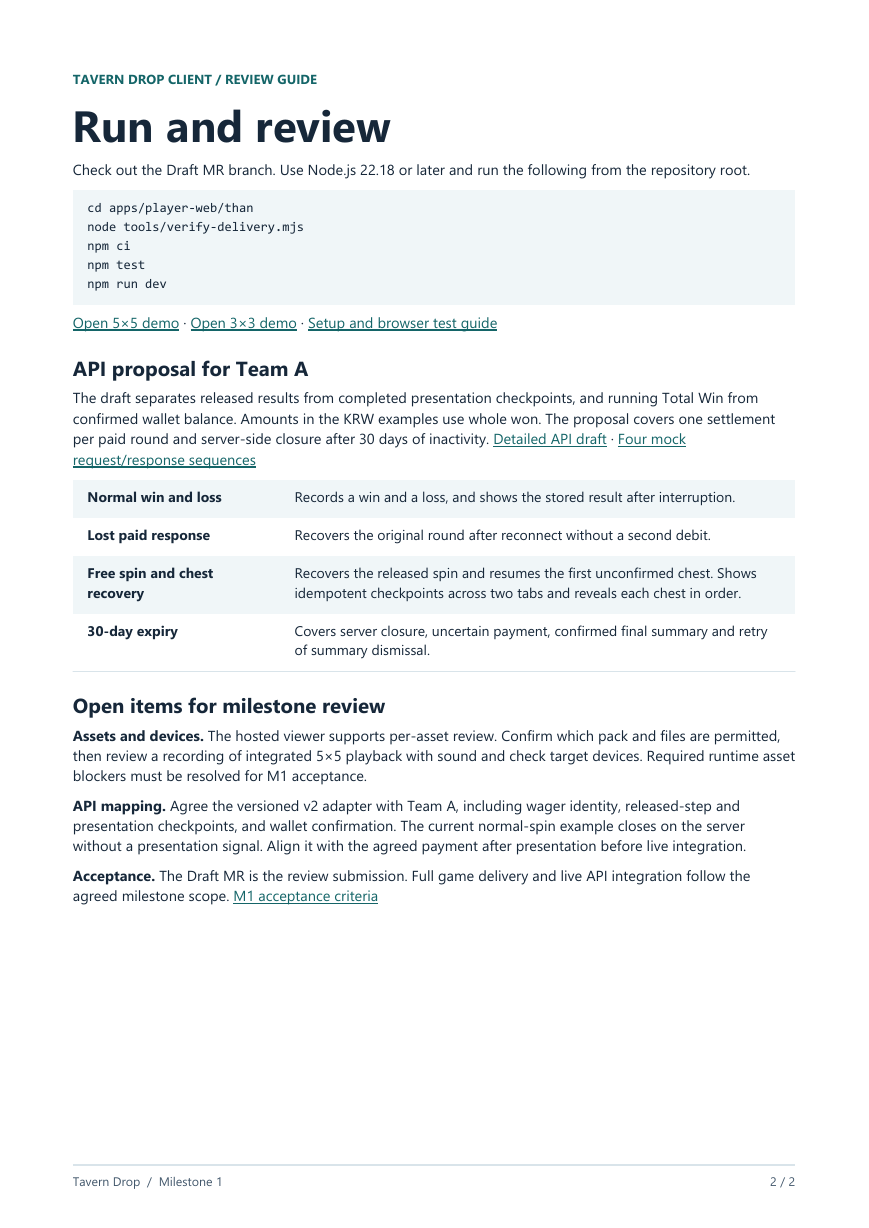 TAVERN DROP CLIENT / REVIEW GUIDE
Run and review
Check out the Draft MR branch. Use Node.js 22.18 or later and run the following from the repository root.
cd apps/player-web/than
node tools/verify-delivery.mjs
npm ci
npm test
npm run dev
Open 5×5 demo · Open 3×3 demo · Setup and browser test guide
API proposal for Team A
The draft separates released results from completed presentation checkpoints, and running Total Win from
confirmed wallet balance. Amounts in the KRW examples use whole won. The proposal covers one settlement
per paid round and server-side closure after 30 days of inactivity. Detailed API draft · Four mock
request/response sequences
Normal win and loss
Records a win and a loss, and shows the stored result after interruption.
Lost paid response
Recovers the original round after reconnect without a second debit.
Free spin and chest
recovery
Recovers the released spin and resumes the first unconfirmed chest. Shows
idempotent checkpoints across two tabs and reveals each chest in order.
30-day expiry
Covers server closure, uncertain payment, confirmed final summary and retry
of summary dismissal.
Open items for milestone review
Assets and devices. The hosted viewer supports per-asset review. Confirm which pack and files are permitted,
then review a recording of integrated 5×5 playback with sound and check target devices. Required runtime asset
blockers must be resolved for M1 acceptance.
API mapping. Agree the versioned v2 adapter with Team A, including wager identity, released-step and
presentation checkpoints, and wallet confirmation. The current normal-spin example closes on the server
without a presentation signal. Align it with the agreed payment after presentation before live integration.
Acceptance. The Draft MR is the review submission. Full game delivery and live API integration follow the
agreed milestone scope. M1 acceptance criteria
Tavern Drop / Milestone 1
2 / 2